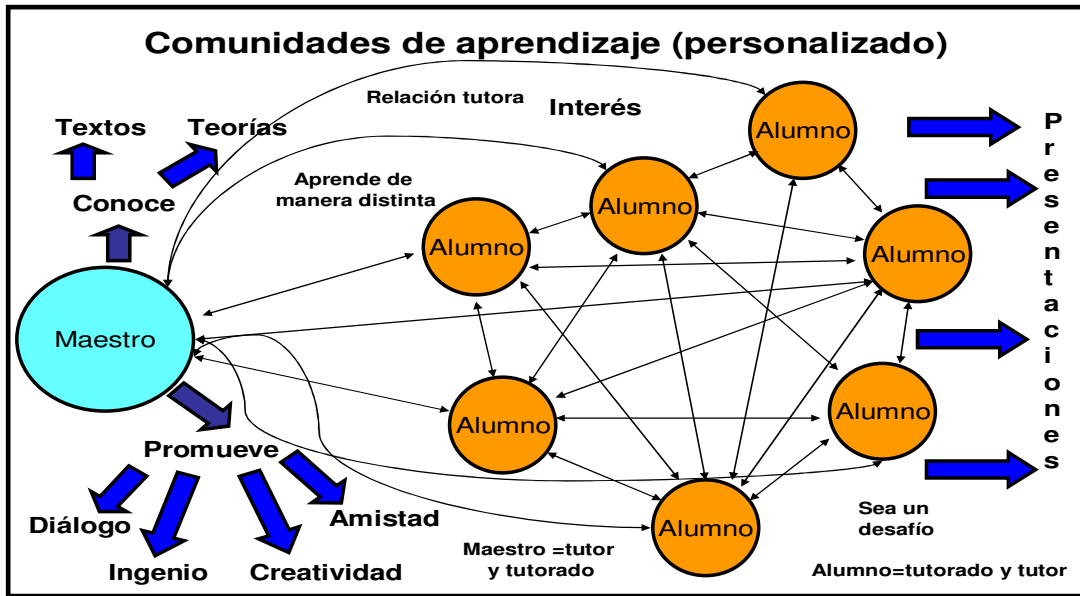 Comunidades de aprendizaje (personalizado)
Relación tutora
Interés
Textos
Teorías
Conoce
Aprende de
manera distinta
Maestro
Promueve
Diálogo
Ingenio
Creatividad
Amistad
Alumno
Alumno
Alumno
Alumno
Alumno
Alumno
Alumno
Maestro =tutor
y tutorado
Sea un
desafío
Alumno=tutorado y tutor
Presentaciones